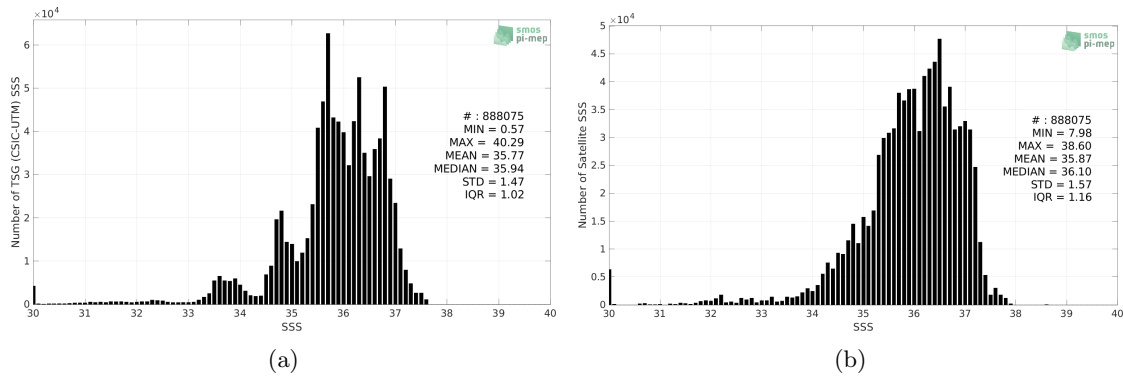 ×10⁴
smos
pi-mep
6
5
4
3
2
1
0
Number of TSG (CSIC-UTM) SSS
# : 888075
MIN = 0.57
MAX = 40.29
MEAN = 35.77
MEDIAN = 35.94
STD = 1.47
IQR = 1.02
30 31 32 33 34 35 36 37 38 39 40
SSS
(a)
×10⁴
smos
pi-mep
5
4.5
4
3.5
3
2.5
2
1.5
1
0.5
0
Number of Satellite SSS
# : 888075
MIN = 7.98
MAX = 38.60
MEAN = 35.87
MEDIAN = 36.10
STD = 1.57
IQR = 1.16
30 31 32 33 34 35 36 37 38 39 40
SSS
(b)